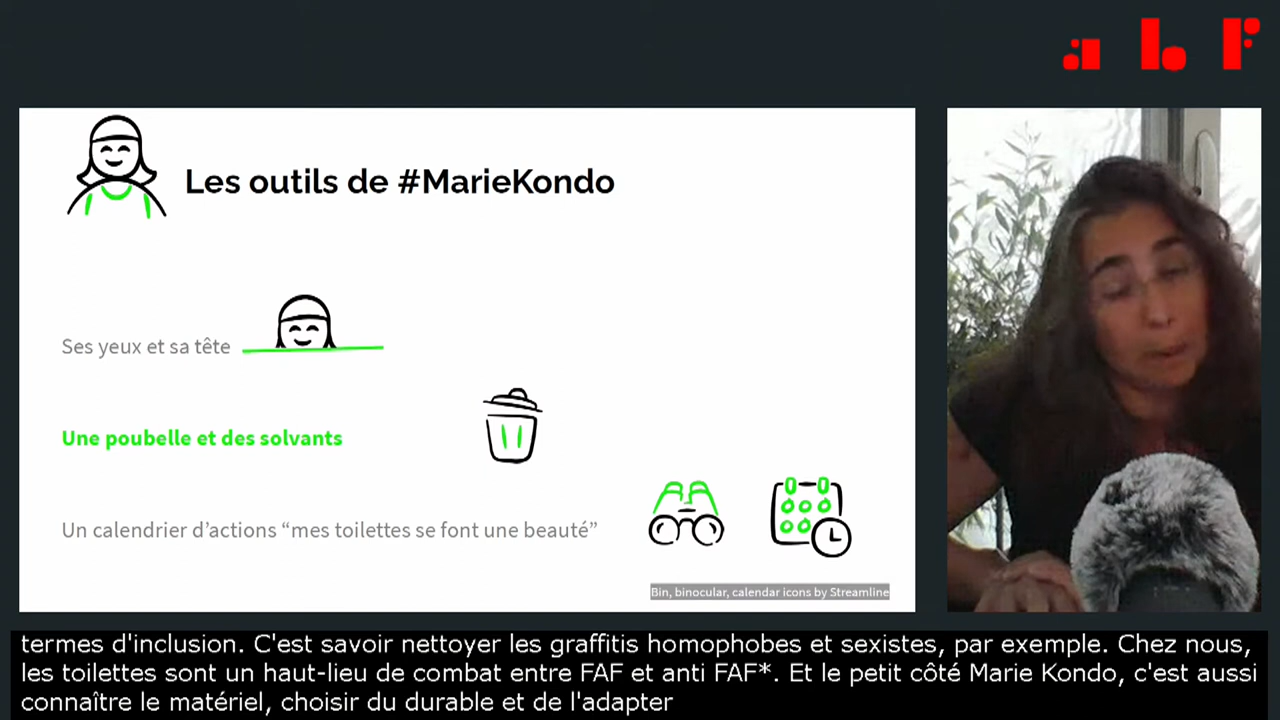 a b F
Les outils de #MarieKondo
Ses yeux et sa tête
Une poubelle et des solvants
Un calendrier d’actions “mes toilettes se font une beauté”
Bin, binocular, calendar icons by Streamline
termes d'inclusion. C'est savoir nettoyer les graffitis homophobes et sexistes, par exemple. Chez nous,
les toilettes sont un haut-lieu de combat entre FAF et anti FAF*. Et le petit côté Marie Kondo, c'est aussi
connaître le matériel, choisir du durable et de l'adapter